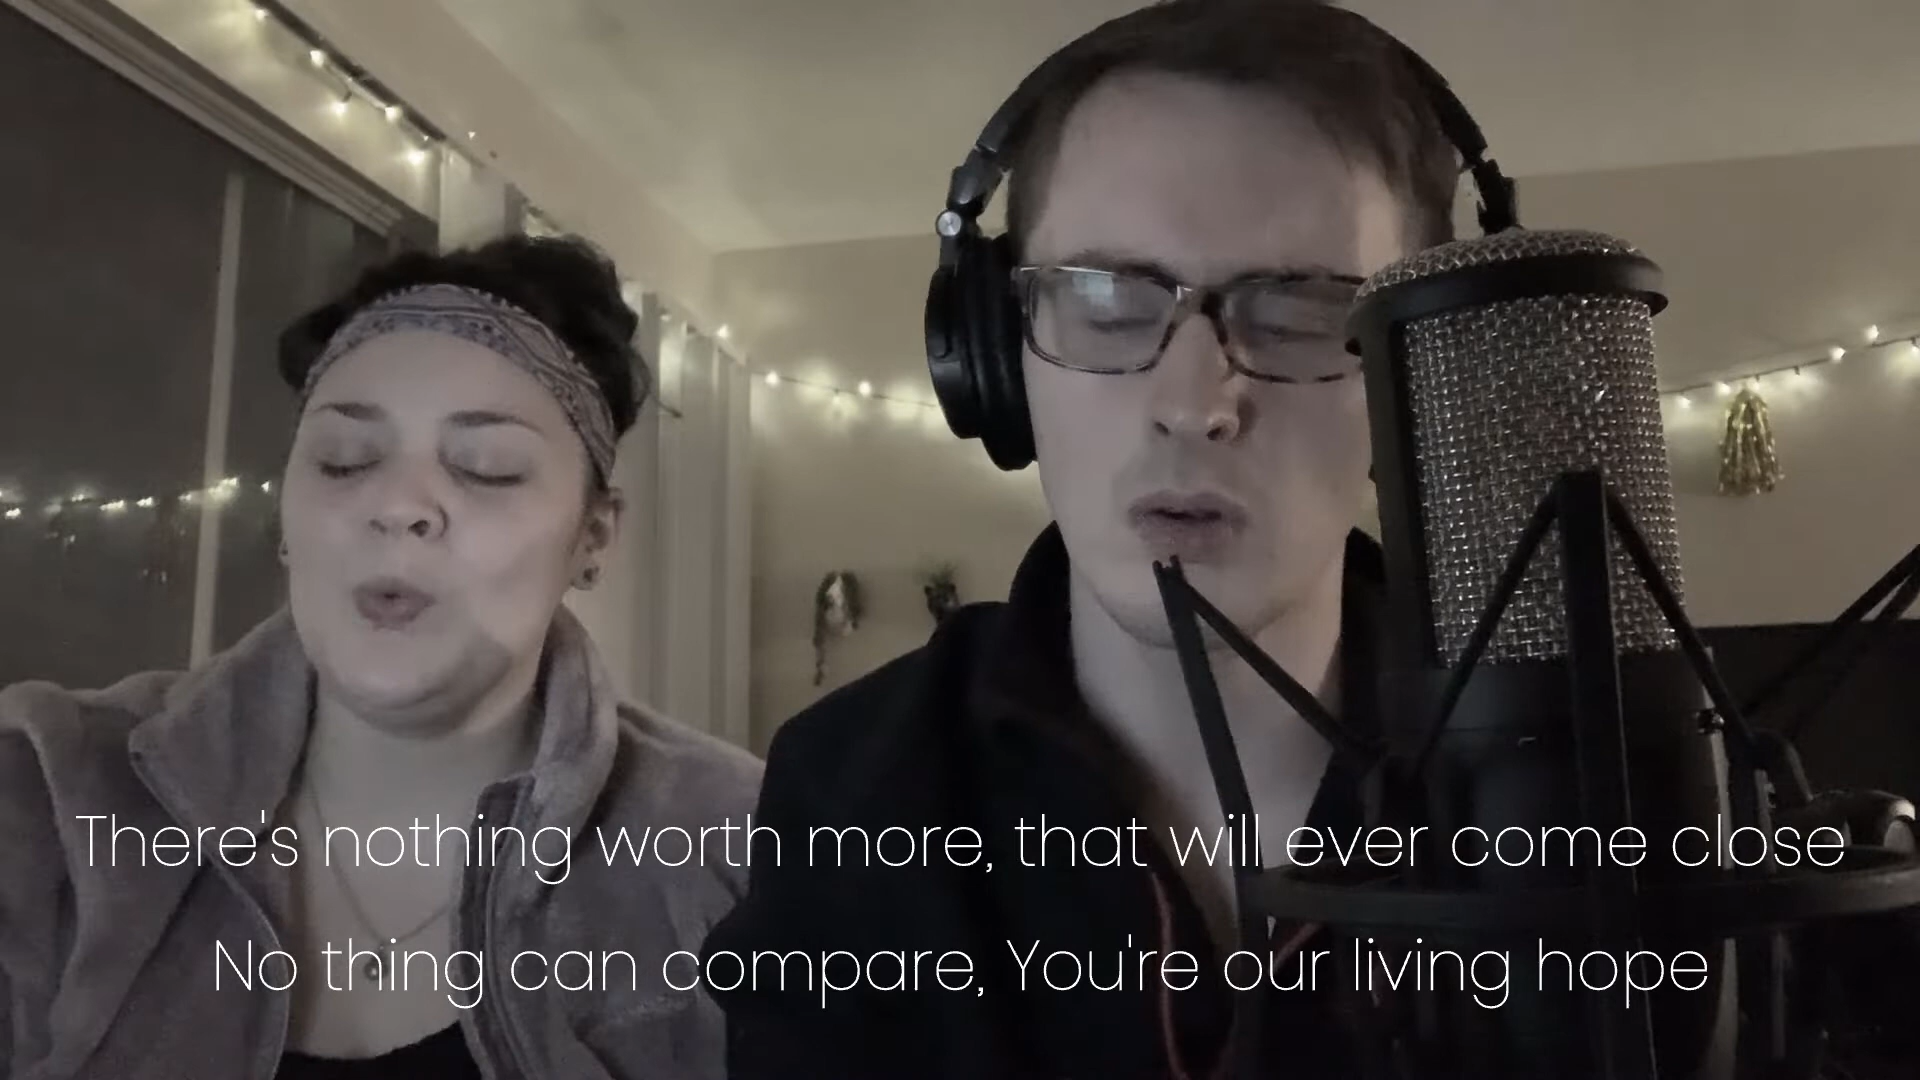 There's nothing worth more, that will ever come close
No thing can compare, You're our living hope